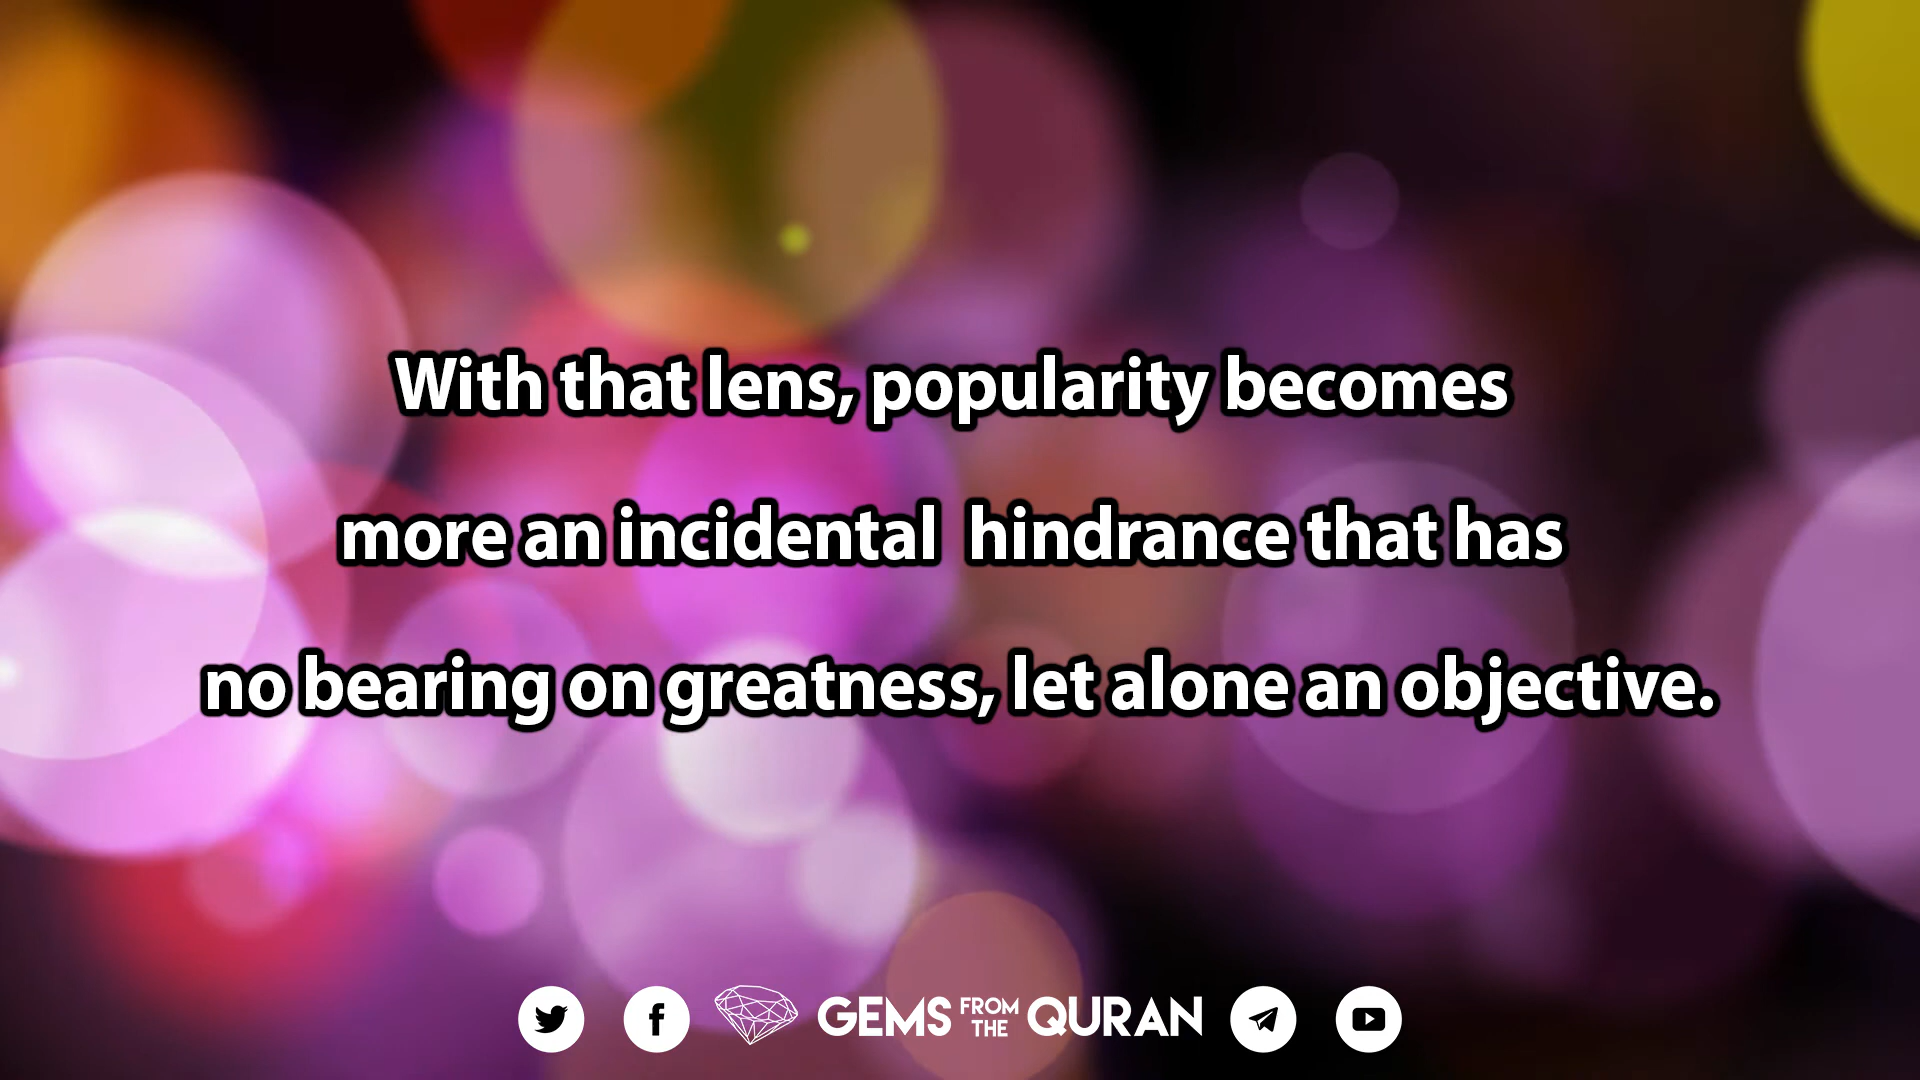 With that lens, popularity becomes
more an incidental  hindrance that has
no bearing on greatness, let alone an objective.
GEMS FROM THE QURAN